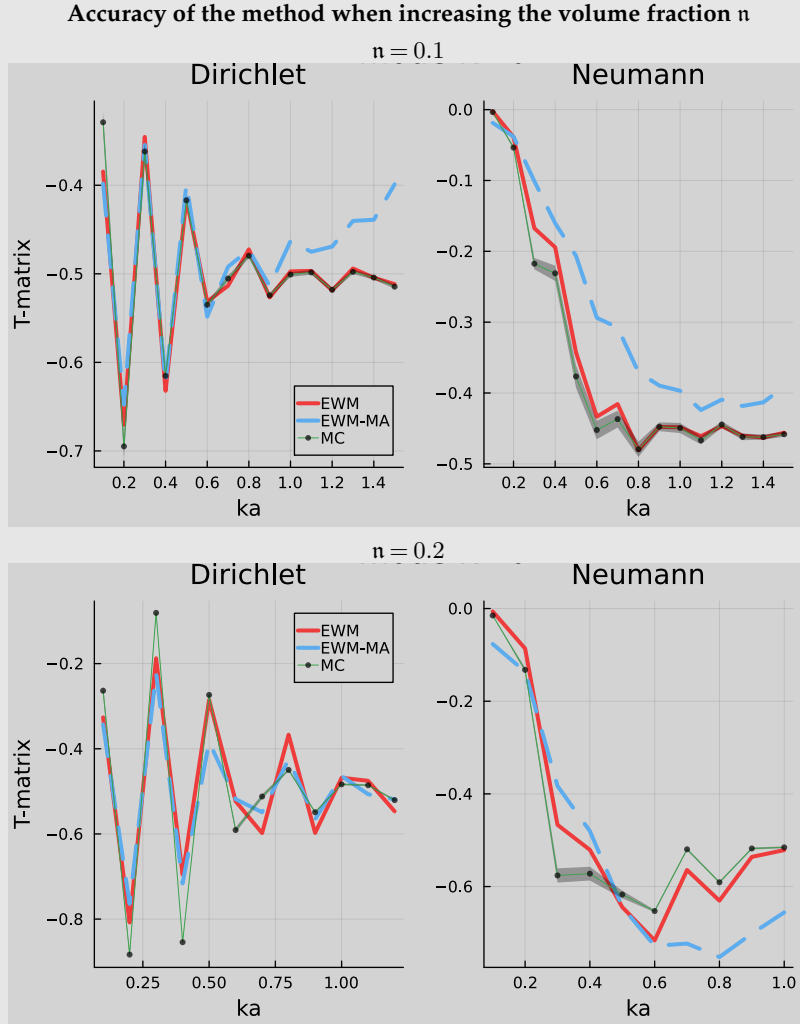 Accuracy of the method when increasing the volume fraction 𝔫
𝔫 = 0.1
Dirichlet
Neumann
T-matrix
−0.4
−0.5
−0.6
−0.7
0.2 0.4 0.6 0.8 1.0 1.2 1.4
ka
EWM
EWM-MA
MC
0.0
−0.1
−0.2
−0.3
−0.4
−0.5
0.2 0.4 0.6 0.8 1.0 1.2 1.4
ka
𝔫 = 0.2
Dirichlet
Neumann
T-matrix
−0.2
−0.4
−0.6
−0.8
0.25 0.50 0.75 1.00
ka
EWM
EWM-MA
MC
0.0
−0.2
−0.4
−0.6
0.2 0.4 0.6 0.8 1.0
ka